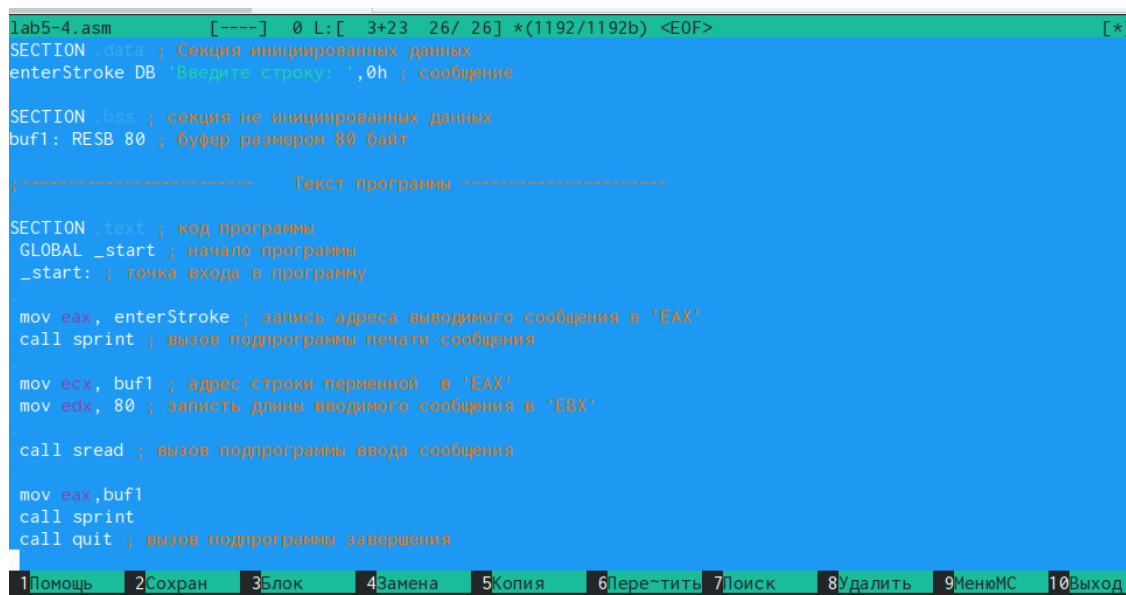 lab5-4.asm [----] 0 L:[ 3+23 26/ 26] *(1192/1192b) <EOF> [*
SECTION .data ; Секция инициированных данных
enterStroke DB 'Введите строку: ',0h ; сообщение
SECTION .bss ; секция не инициированных данных
buf1: RESB 80 ; буфер размером 80 байт
;------------------------- Текст программы ----------------------
SECTION .text ; код программы
GLOBAL _start ; начало программы
_start: ; точка входа в программу
mov eax, enterStroke ; запись адреса выводимого сообщения в 'EAX'
call sprint ; вызов подпрограммы печати сообщения
mov ecx, buf1 ; адрес строки перменной в 'EAX'
mov edx, 80 ; записть длины вводимого сообщения в 'EBX'
call sread ; вызов подпрограммы ввода сообщения
mov eax,buf1
call sprint
call quit ; вызов подпрограммы завершения
1Помощь 2Сохран 3Блок 4Замена 5Копия 6Пере~тить 7Поиск 8Удалить 9МенюМС 10Выход